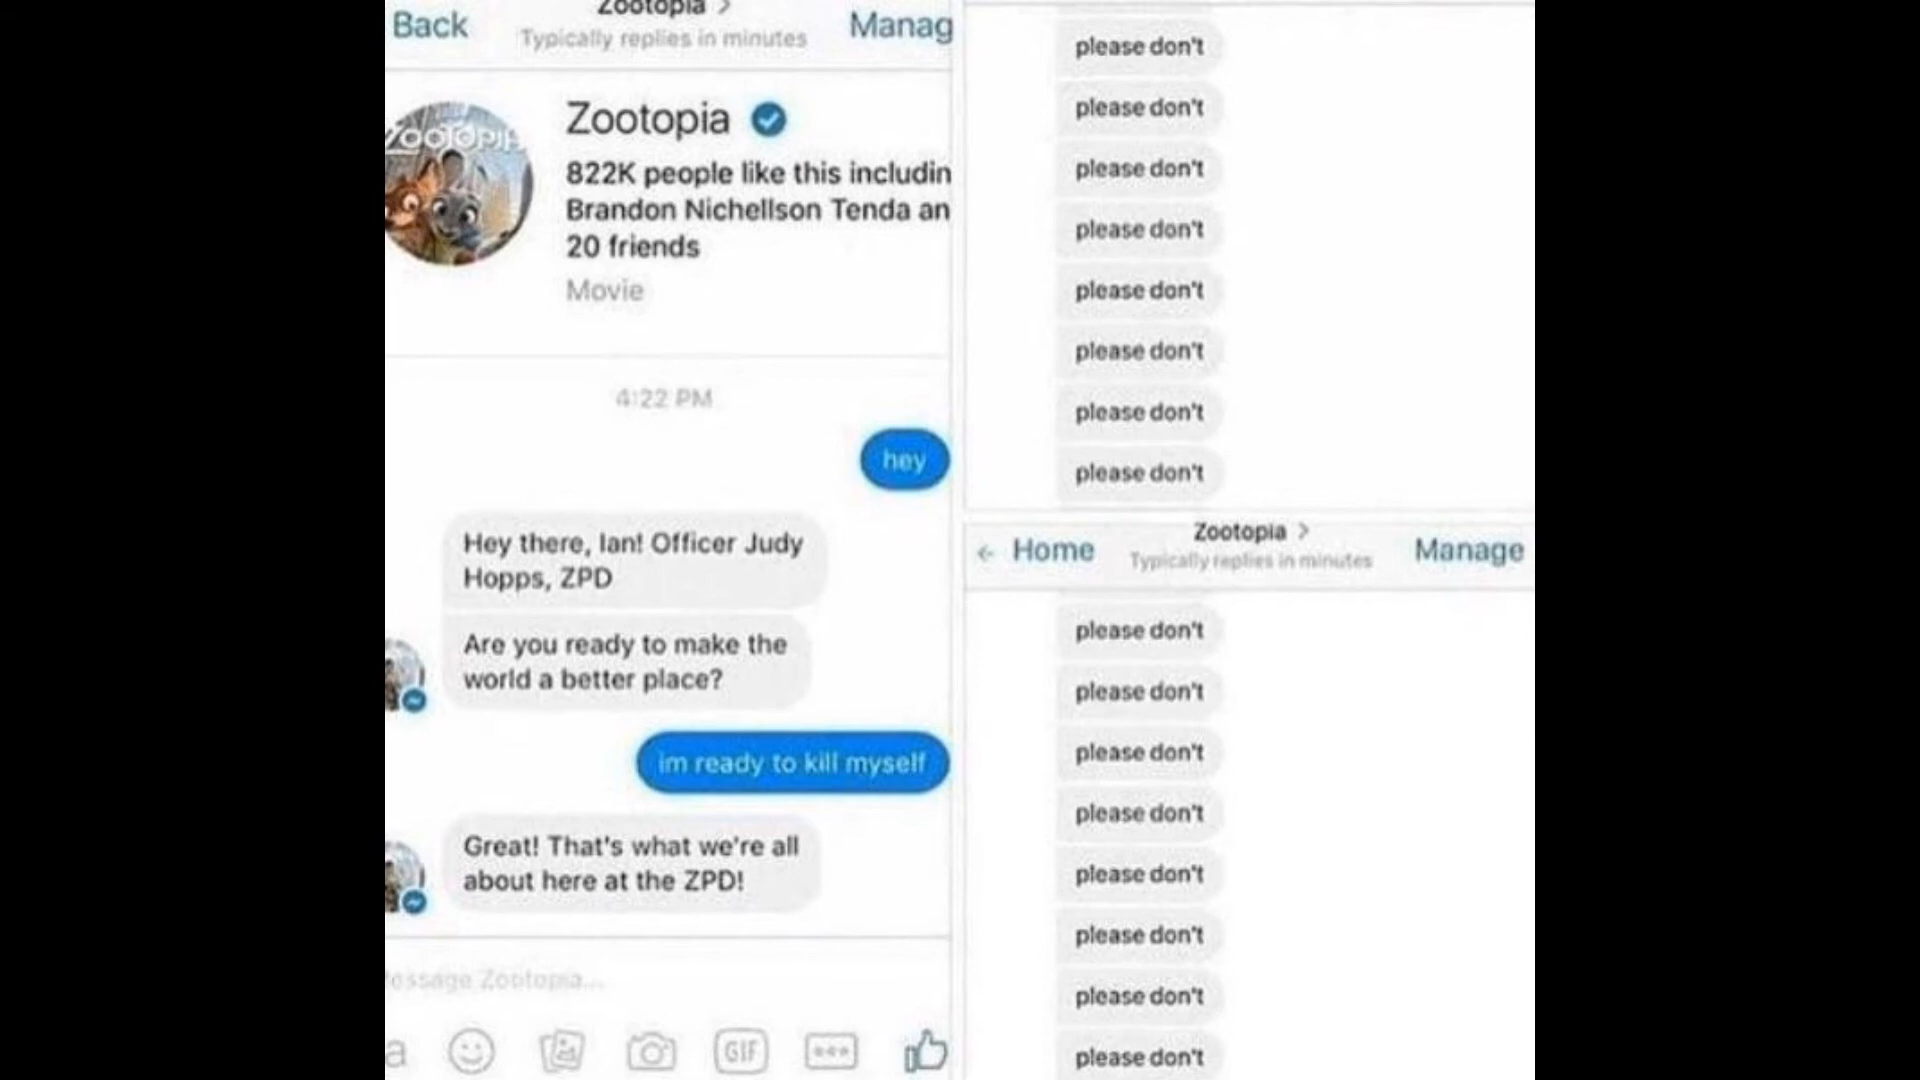 Zootopia >
Back
Typically replies in minutes
Manag
ZOOTOPIA
Zootopia
822K people like this includin
Brandon Nichellson Tenda an
20 friends
Movie
4:22 PM
hey
Hey there, Ian! Officer Judy
Hopps, ZPD
Are you ready to make the
world a better place?
im ready to kill myself
Great! That's what we're all
about here at the ZPD!
essage Zootopia...
a
GIF
please don't
please don't
please don't
please don't
please don't
please don't
please don't
please don't
Zootopia >
← Home
Typically replies in minutes
Manage
please don't
please don't
please don't
please don't
please don't
please don't
please don't
please don't